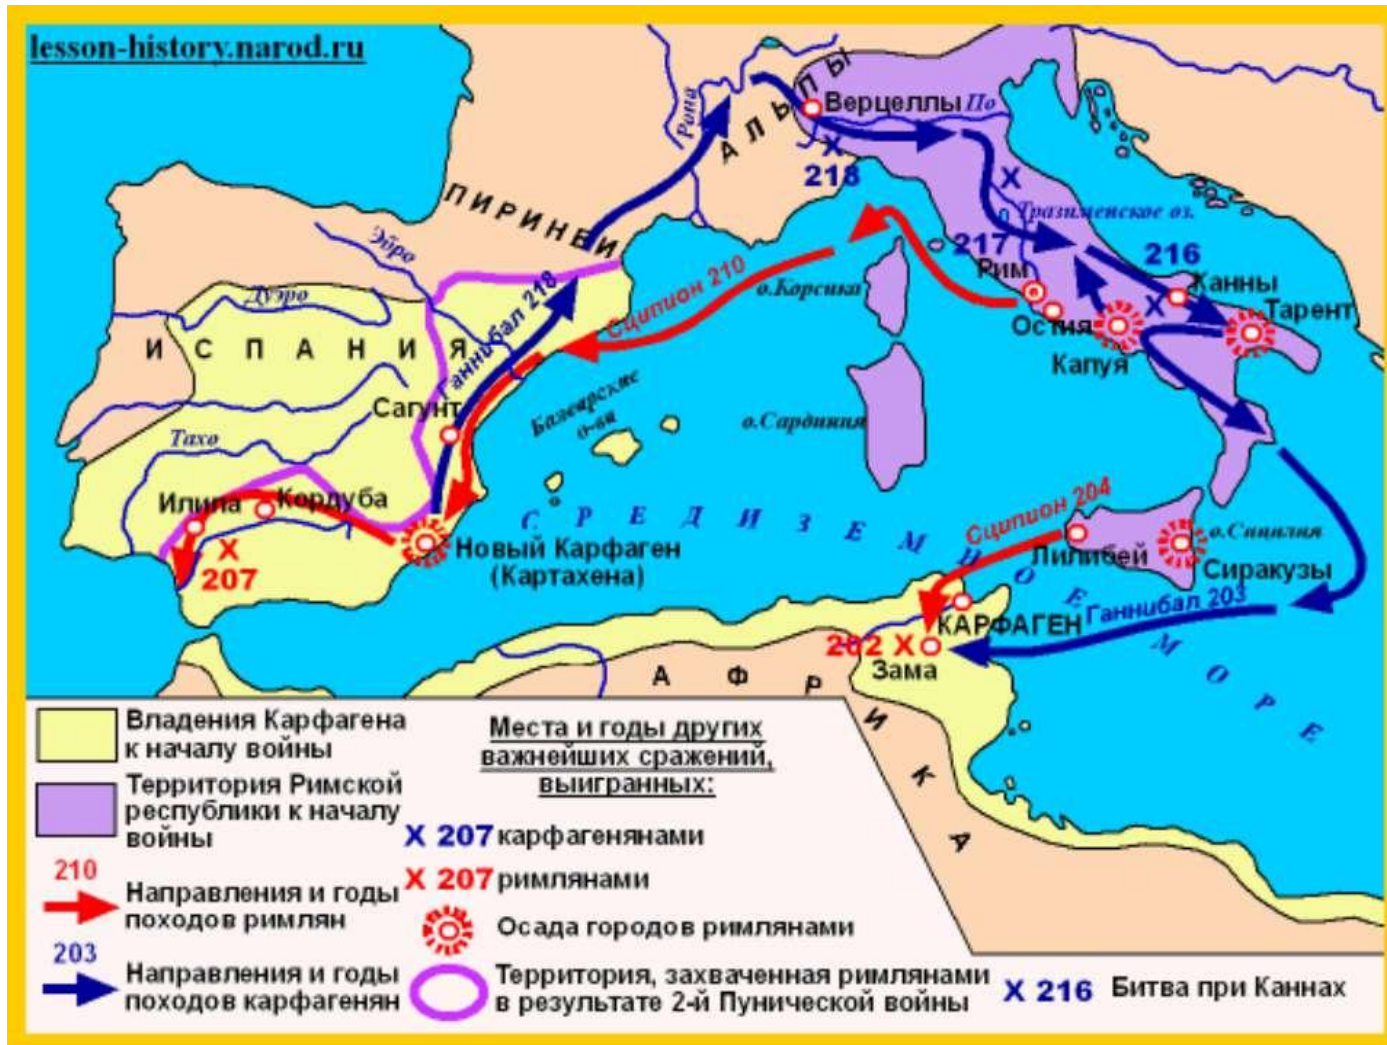 lesson-history.narod.ru
АЛЬПЫ
Рона
Верцеллы
По
X
218
ПИРИНЕИ
X
Тразименское оз.
217
216
Эбро
Рим
X
Канны
Дуэро
Ганнибал 218
Сципион 210
о.Корсика
Остия
Тарент
ИСПАНИЯ
Капуя
Сагунт
Балеарские
о-ва
о.Сардиния
Тахо
Илипа
Кордуба
СРЕДИЗЕМНОЕ МОРЕ
Сципион 204
X
207
Новый Карфаген
(Картахена)
Лилибей
о.Сицилия
Сиракузы
КАРФАГЕН
Ганнибал 203
202 X
Зама
АФРИКА
Владения Карфагена
к началу войны
Территория Римской
республики к началу
войны
210
Направления и годы
походов римлян
203
Направления и годы
походов карфагенян
Места и годы других
важнейших сражений,
выигранных:
X 207 карфагенянами
X 207 римлянами
Осада городов римлянами
Территория, захваченная римлянами
в результате 2-й Пунической войны
X 216 Битва при Каннах